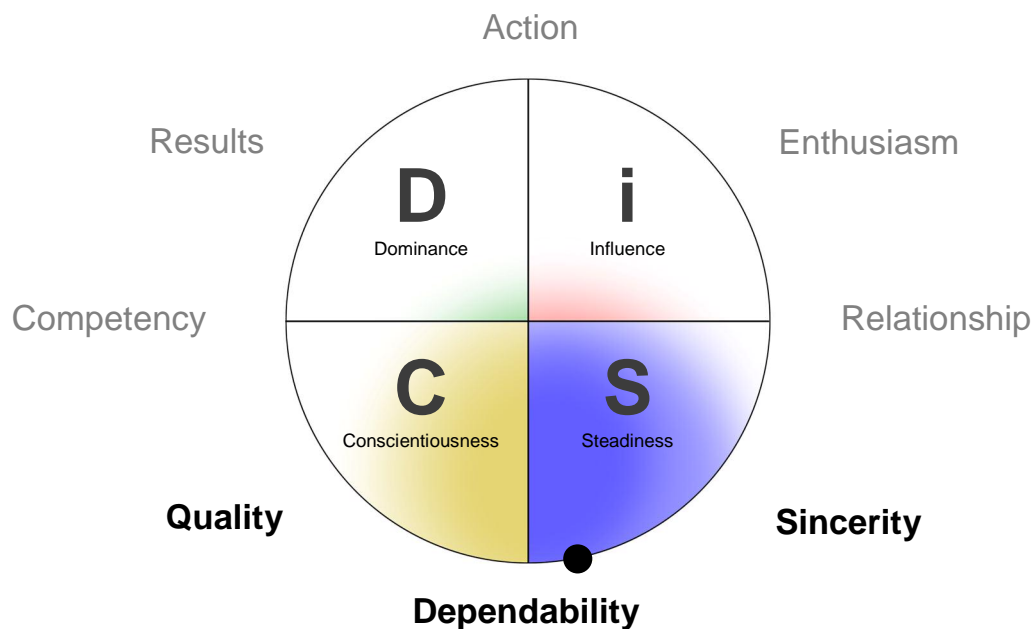 Action
Results
Enthusiasm
D
i
Dominance
Influence
Competency
Relationship
C
S
Conscientiousness
Steadiness
Quality
Sincerity
Dependability